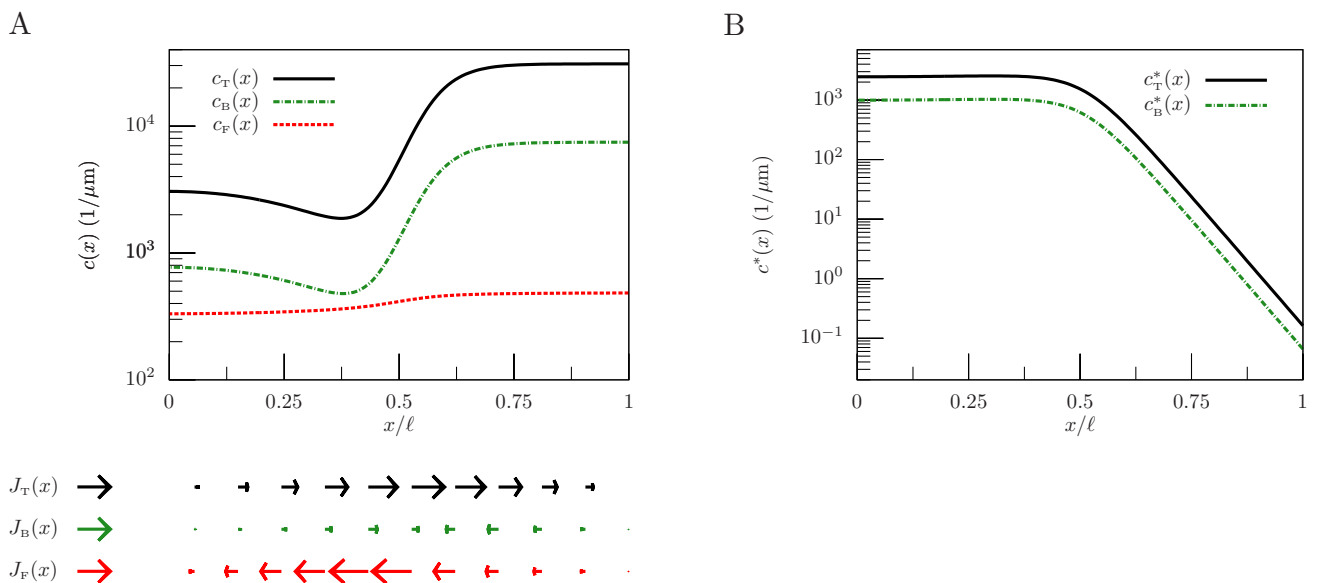 A
c_T(x)
c_B(x)
c_F(x)
10^4
10^3
10^2
c(x) (1/μm)
0 0.25 0.5 0.75 1
x/ℓ
J_T(x)
J_B(x)
J_F(x)
B
c*_T(x)
c*_B(x)
10^3
10^2
10^1
10^0
10^−1
c*(x) (1/μm)
0 0.25 0.5 0.75 1
x/ℓ